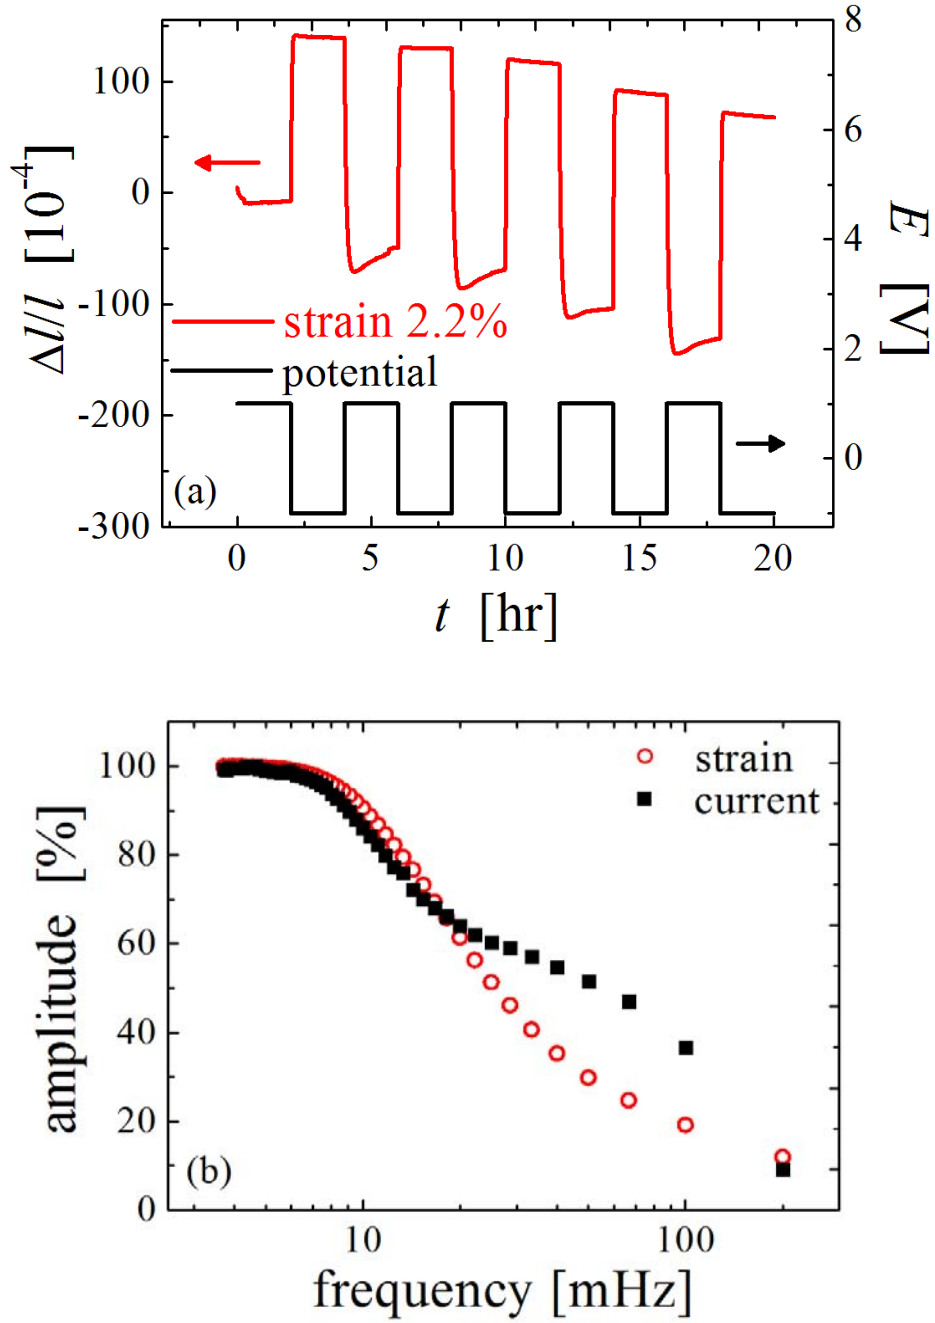 8
100
6
0
Δl/l [10⁻⁴]
E [V]
4
-100
strain 2.2%
2
potential
-200
0
(a)
-300
0 5 10 15 20
t [hr]
100
strain
current
80
60
amplitude [%]
40
20
(b)
0
10 100
frequency [mHz]